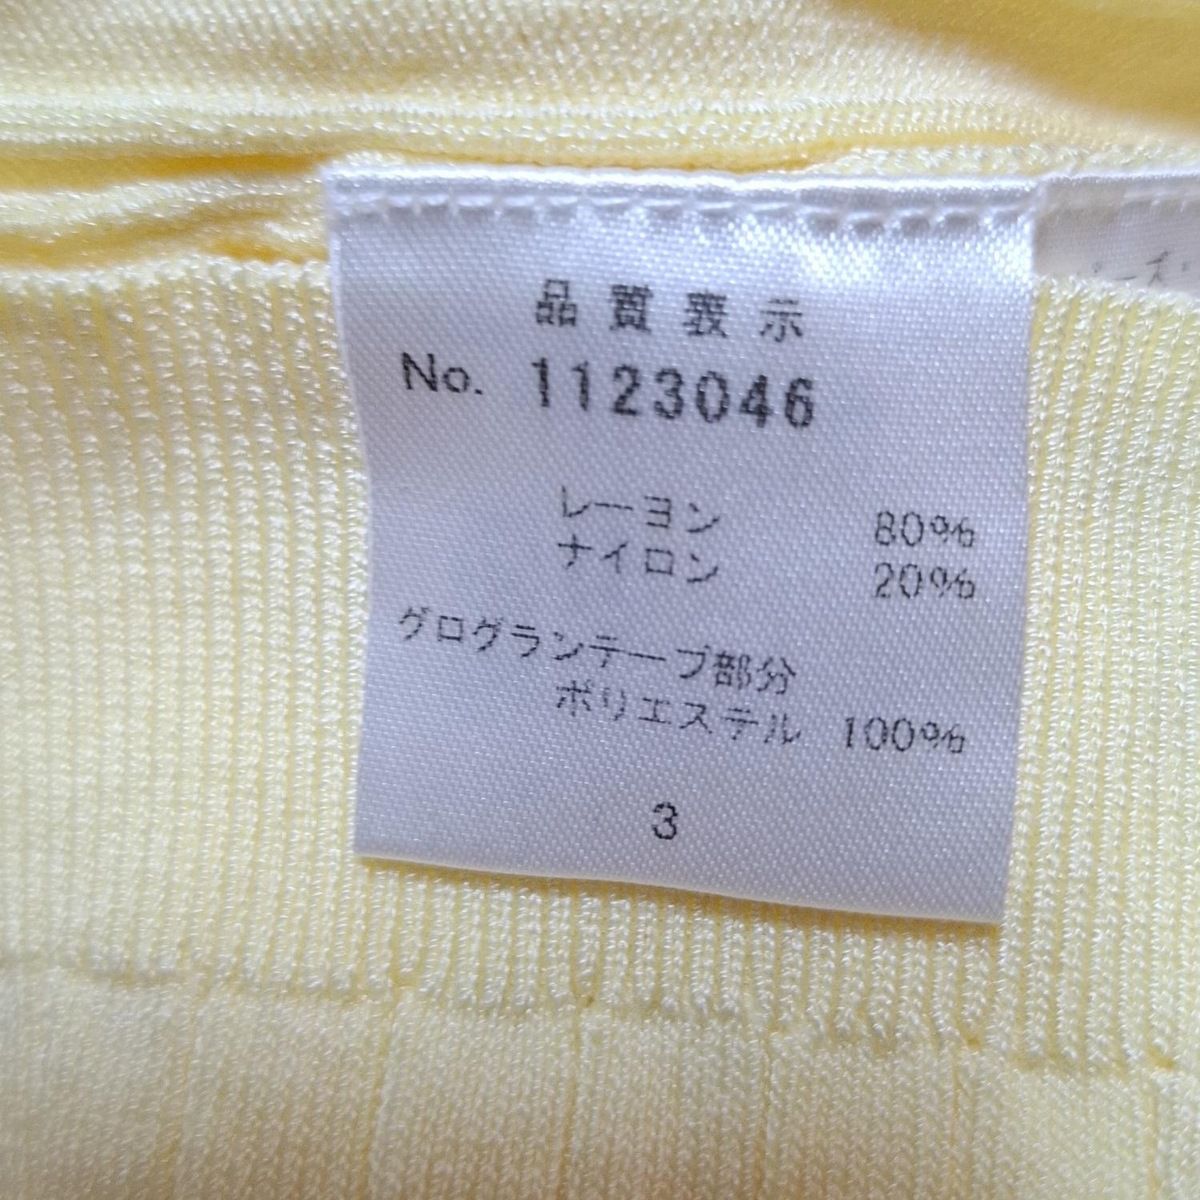 品質表示
No. 1123046
レーヨン 80%
ナイロン 20%
グログランテープ部分
ポリエステル 100%
3